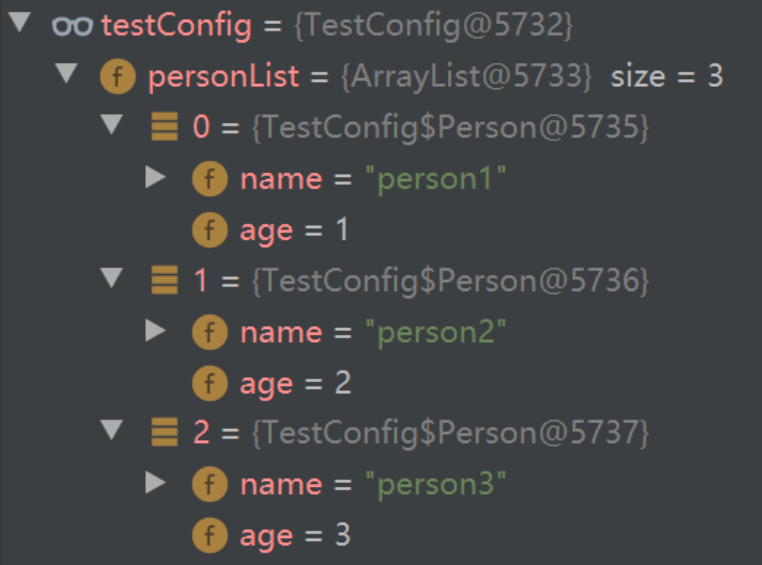 testConfig = {TestConfig@5732}
f personList = {ArrayList@5733} size = 3
0 = {TestConfig$Person@5735}
f name = "person1"
f age = 1
1 = {TestConfig$Person@5736}
f name = "person2"
f age = 2
2 = {TestConfig$Person@5737}
f name = "person3"
f age = 3